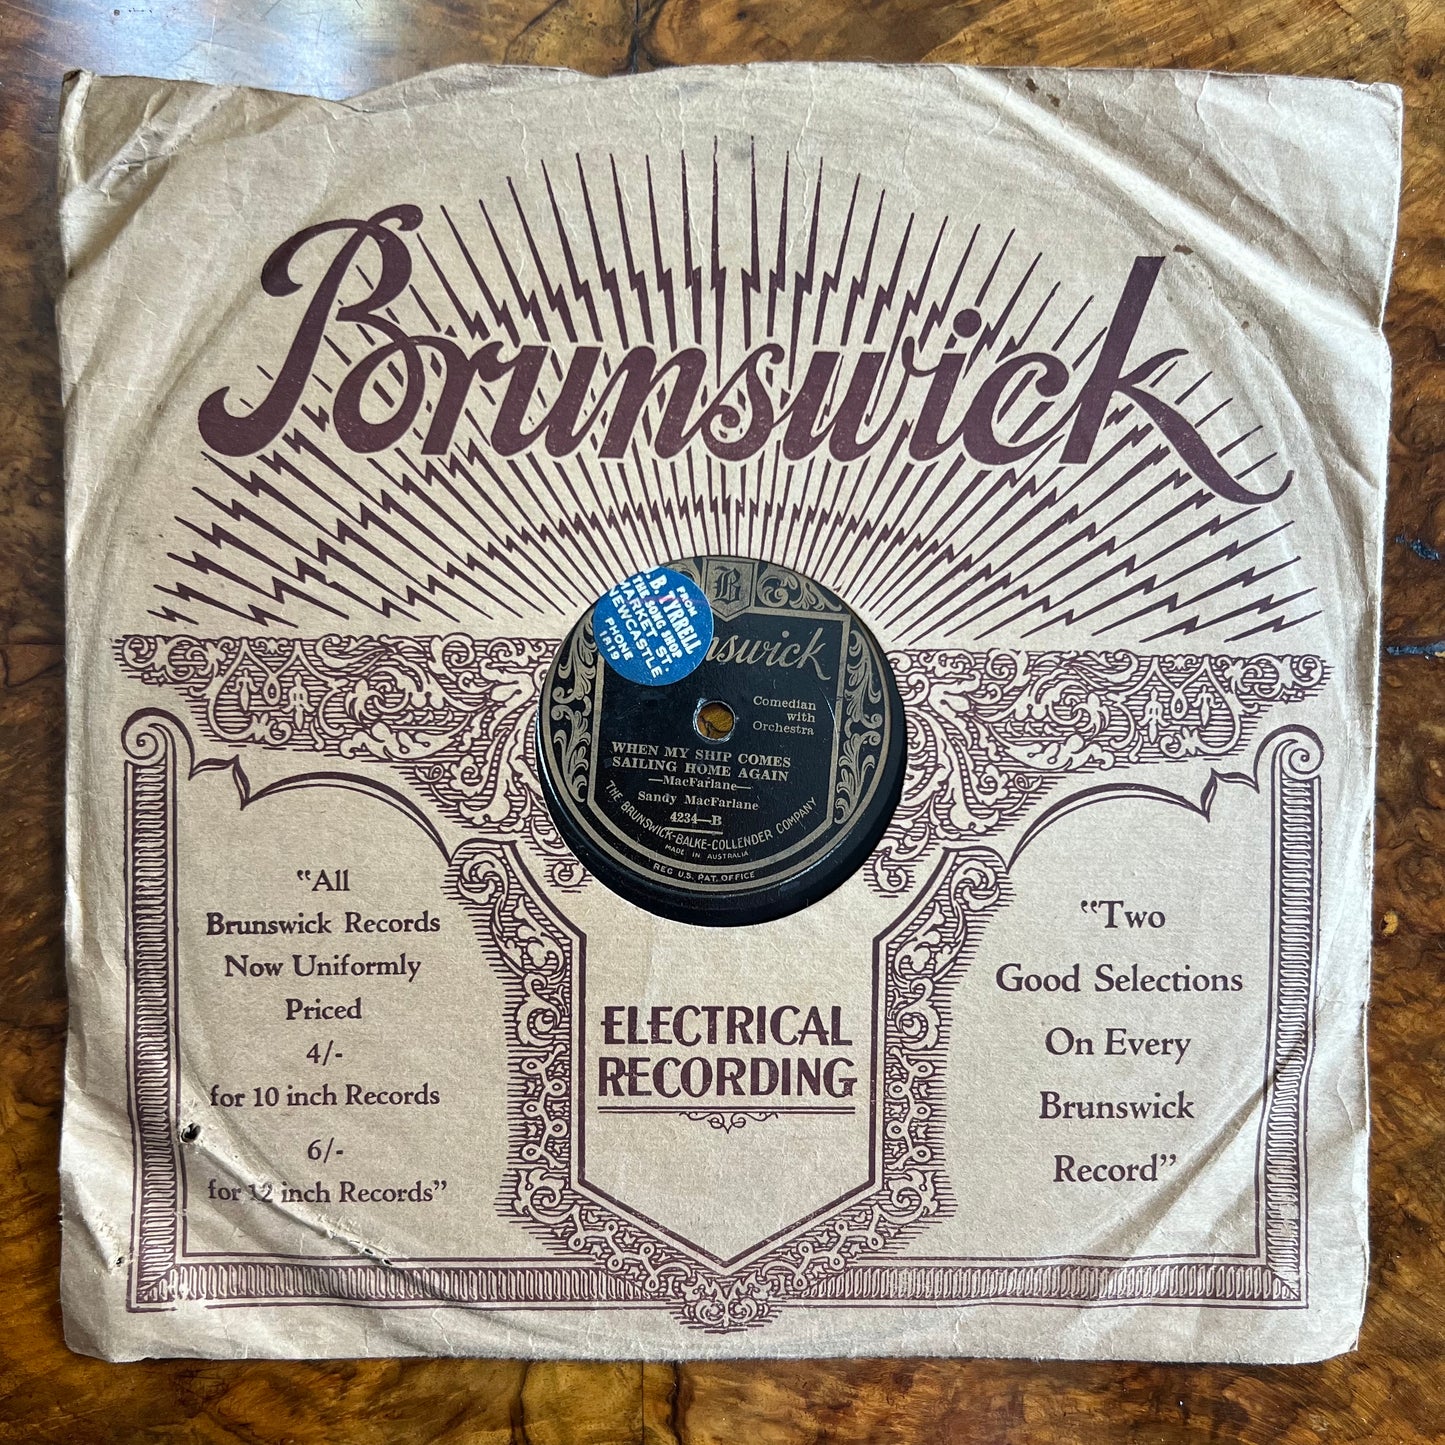 Brunswick
FROM
B. TYRRELL
THE SONG SHOP
MARKET ST.
NEWCASTLE
PHONE
1819
B
nswick
Comedian
with
Orchestra
WHEN MY SHIP COMES
SAILING HOME AGAIN
—MacFarlane—
Sandy MacFarlane
4234—B
THE BRUNSWICK-BALKE-COLLENDER COMPANY
MADE IN AUSTRALIA
REG U.S. PAT. OFFICE
"All
Brunswick Records
Now Uniformly
Priced
4/-
for 10 inch Records
6/-
for 12 inch Records"
ELECTRICAL
RECORDING
"Two
Good Selections
On Every
Brunswick
Record"